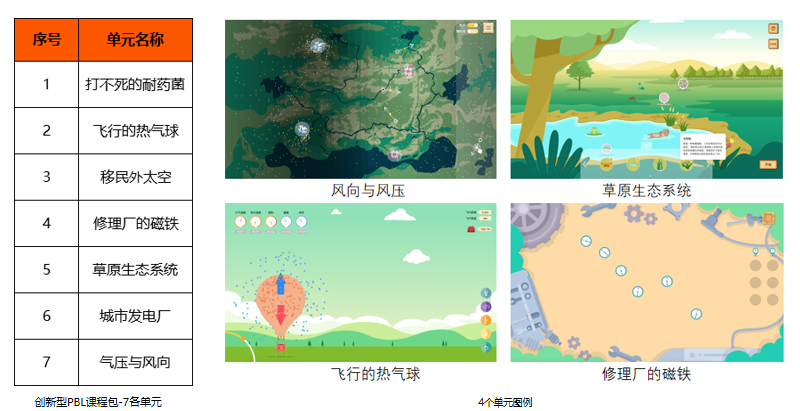 序号 单元名称
1 打不死的耐药菌
2 飞行的热气球
3 移民外太空
4 修理厂的磁铁
5 草原生态系统
6 城市发电厂
7 气压与风向
创新型PBL课程包-7各单元
风向与风压 草原生态系统
飞行的热气球 修理厂的磁铁
4个单元图例